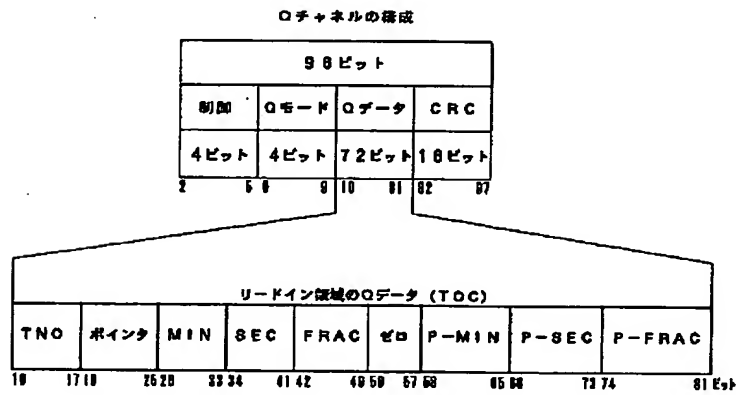 Qチャネルの構成
96ビット
制御 Qモード Qデータ CRC
4ビット 4ビット 72ビット 16ビット
2 5 6 9 10 81 82 97
リードイン領域のQデータ (TOC)
TNO ポインタ MIN SEC FRAC ゼロ P-MIN P-SEC P-FRAC
10 17 18 25 26 33 34 41 42 49 50 57 58 65 66 73 74 81 ビット